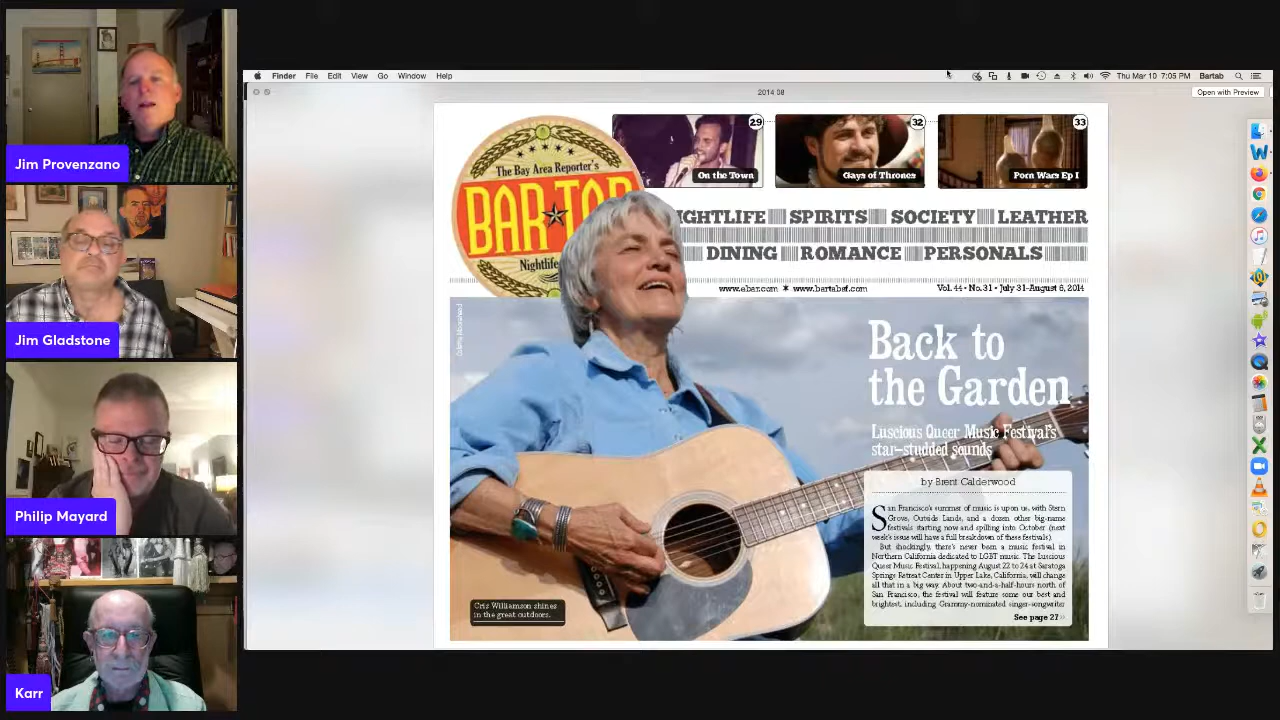 Jim Provenzano
Jim Gladstone
Philip Mayard
Karr
Finder File Edit View Go Window Help
Thu Mar 10 7:05 PM Bartab
2014 08
Open with Preview
The Bay Area Reporter's
BAR
Nightlife
29
On the Town
32
Gays of Thrones
33
Porn Wars Ep I
NIGHTLIFE SPIRITS SOCIETY LEATHER
DINING ROMANCE PERSONALS
www.ebar.com ★ www.bartabsf.com
Vol. 44 • No. 31 • July 31-August 6, 2014
Back to
the Garden
Luscious Queer Music Festival's
star-studded sounds
by Brent Calderwood
San Francisco's summer of music is upon us, with Stern
Grove, Outside Lands, and a dozen other big-name
festivals starting now and spilling into October (next
week's issue will have a full breakdown of these festivals).
But shockingly, there's never been a music festival in
Northern California dedicated to LGBT music. The Luscious
Queer Music Festival, happening August 22 to 24 at Saratoga
Springs Retreat Center in Upper Lake, California, will change
all that in a big way. About two-and-a-half-hours north of
San Francisco, the festival will feature some our best and
brightest, including Grammy-nominated singer-songwriter
See page 27 »
Cris Williamson shines
in the great outdoors.